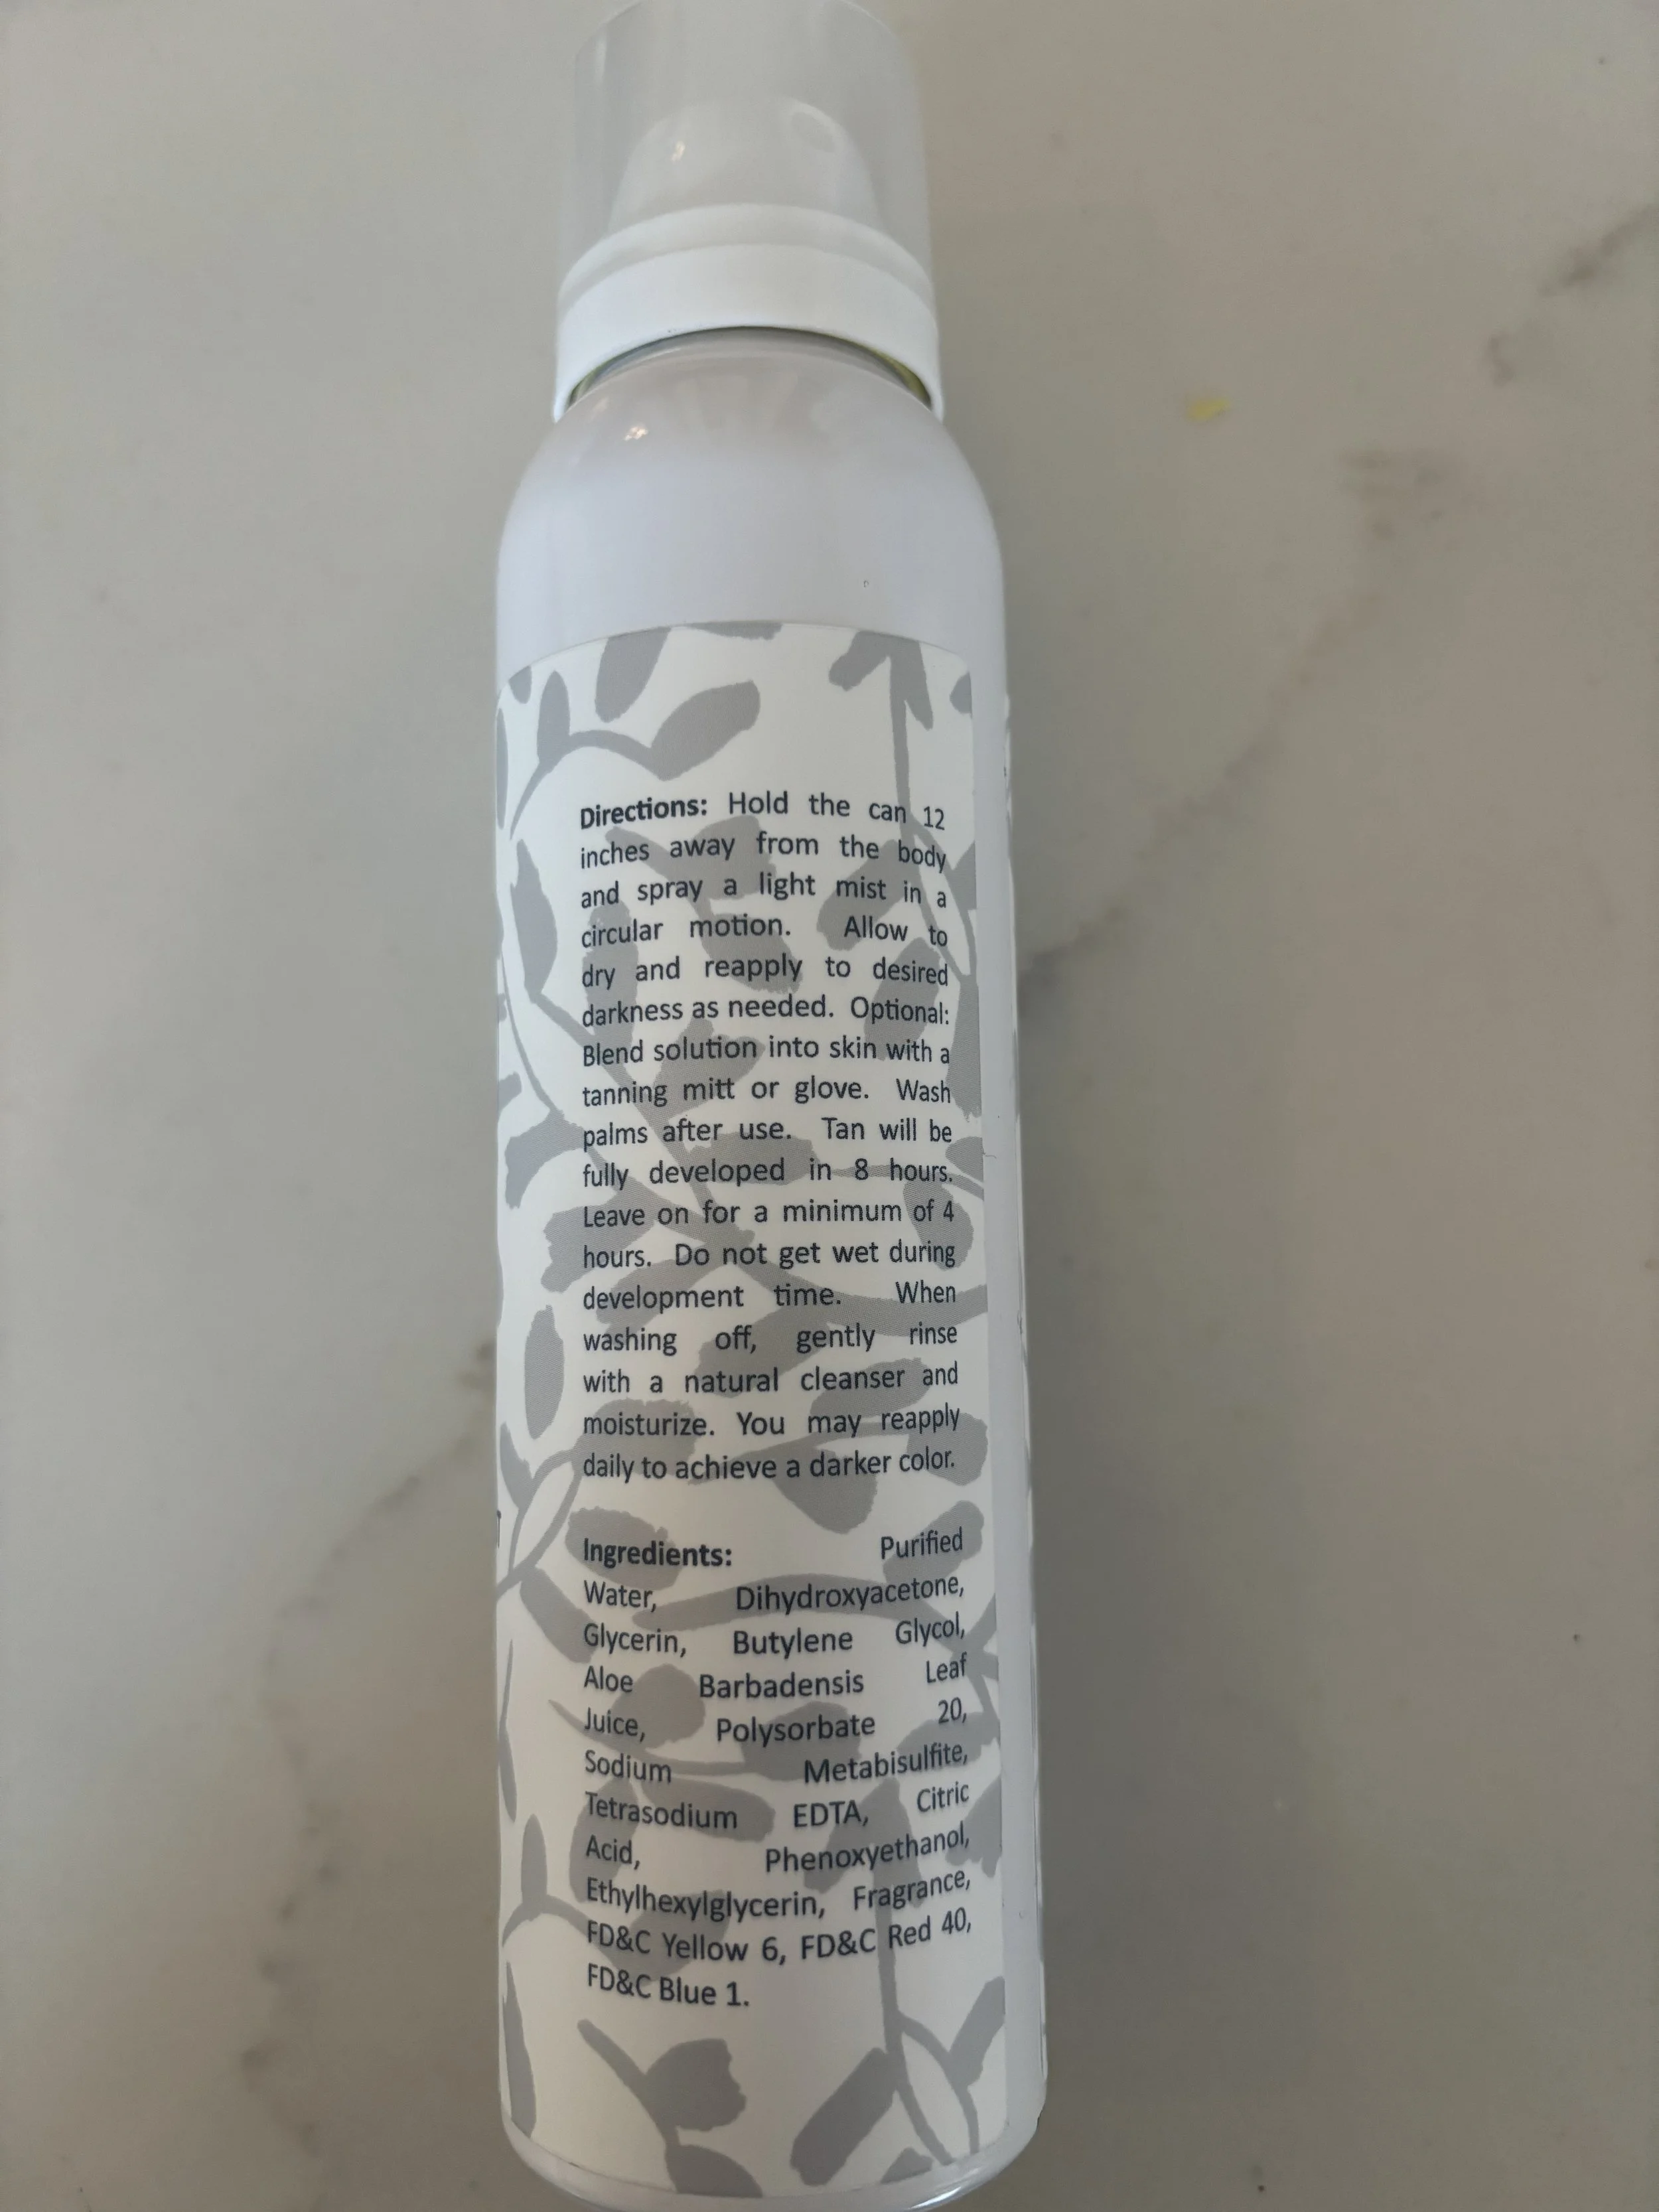 Directions: Hold the can 12
inches away from the body
and spray a light mist in a
circular motion. Allow to
dry and reapply to desired
darkness as needed. Optional:
Blend solution into skin with a
tanning mitt or glove. Wash
palms after use. Tan will be
fully developed in 8 hours.
Leave on for a minimum of 4
hours. Do not get wet during
development time. When
washing off, gently rinse
with a natural cleanser and
moisturize. You may reapply
daily to achieve a darker color.
Ingredients: Purified
Water, Dihydroxyacetone,
Glycerin, Butylene Glycol,
Aloe Barbadensis Leaf
Juice, Polysorbate 20,
Sodium Metabisulfite,
Tetrasodium EDTA, Citric
Acid, Phenoxyethanol,
Ethylhexylglycerin, Fragrance,
FD&C Yellow 6, FD&C Red 40,
FD&C Blue 1.